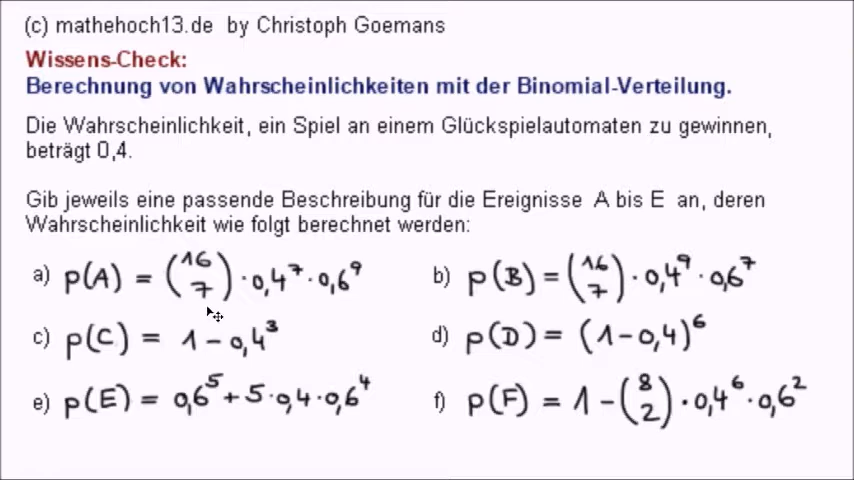 (c) mathehoch13.de by Christoph Goemans
Wissens-Check:
Berechnung von Wahrscheinlichkeiten mit der Binomial-Verteilung.
Die Wahrscheinlichkeit, ein Spiel an einem Glückspielautomaten zu gewinnen,
beträgt 0,4.
Gib jeweils eine passende Beschreibung für die Ereignisse A bis E an, deren
Wahrscheinlichkeit wie folgt berechnet werden:
a) p(A) = (16 7) · 0,4⁷ · 0,6⁹ b) p(B) = (16 7) · 0,4⁹ · 0,6⁷
c) p(C) = 1 - 0,4³ d) p(D) = (1 - 0,4)⁶
e) p(E) = 0,6⁵ + 5 · 0,4 · 0,6⁴ f) p(F) = 1 - (8 2) · 0,4⁶ · 0,6²